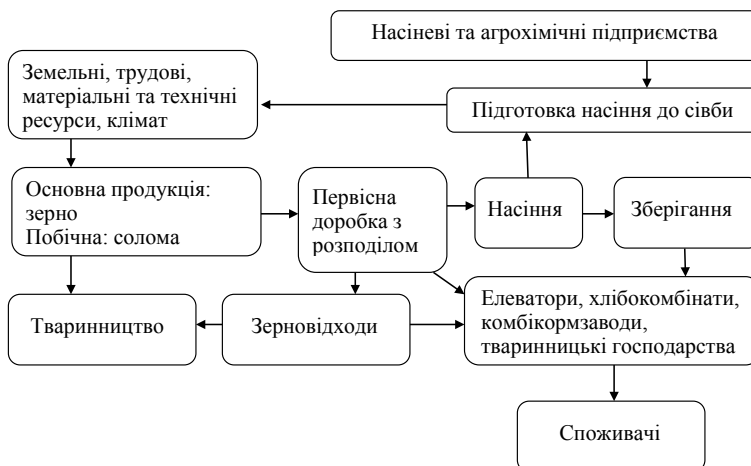 Насіневі та агрохімічні підприємства
Земельні, трудові,
матеріальні та технічні
ресурси, клімат
Підготовка насіння до сівби
Основна продукція:
зерно
Побічна: солома
Первісна
доробка з
розподілом
Насіння
Зберігання
Тваринництво
Зерновідходи
Елеватори, хлібокомбінати,
комбікормзаводи,
тваринницькі господарства
Споживачі